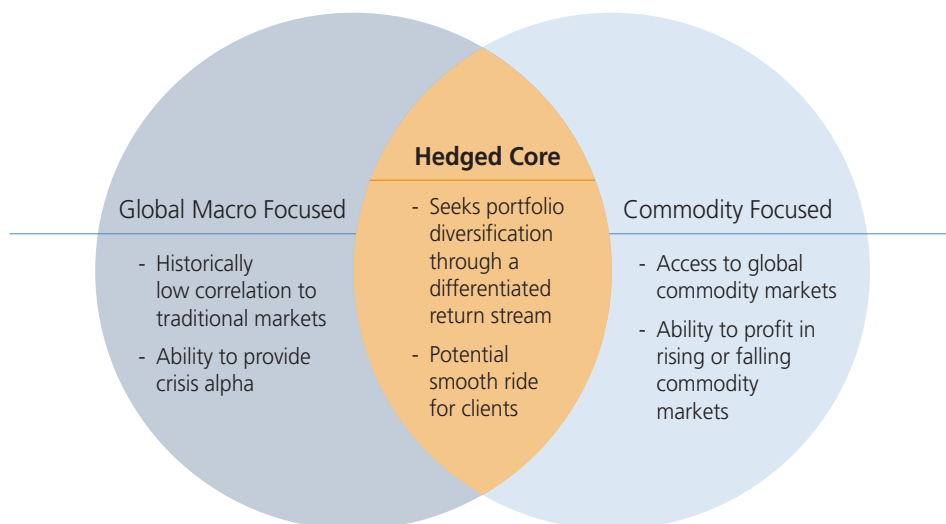 Global Macro Focused
- Historically
low correlation to
traditional markets
- Ability to provide
crisis alpha
Hedged Core
- Seeks portfolio
diversification
through a
differentiated
return stream
- Potential
smooth ride
for clients
Commodity Focused
- Access to global
commodity markets
- Ability to profit in
rising or falling
commodity
markets